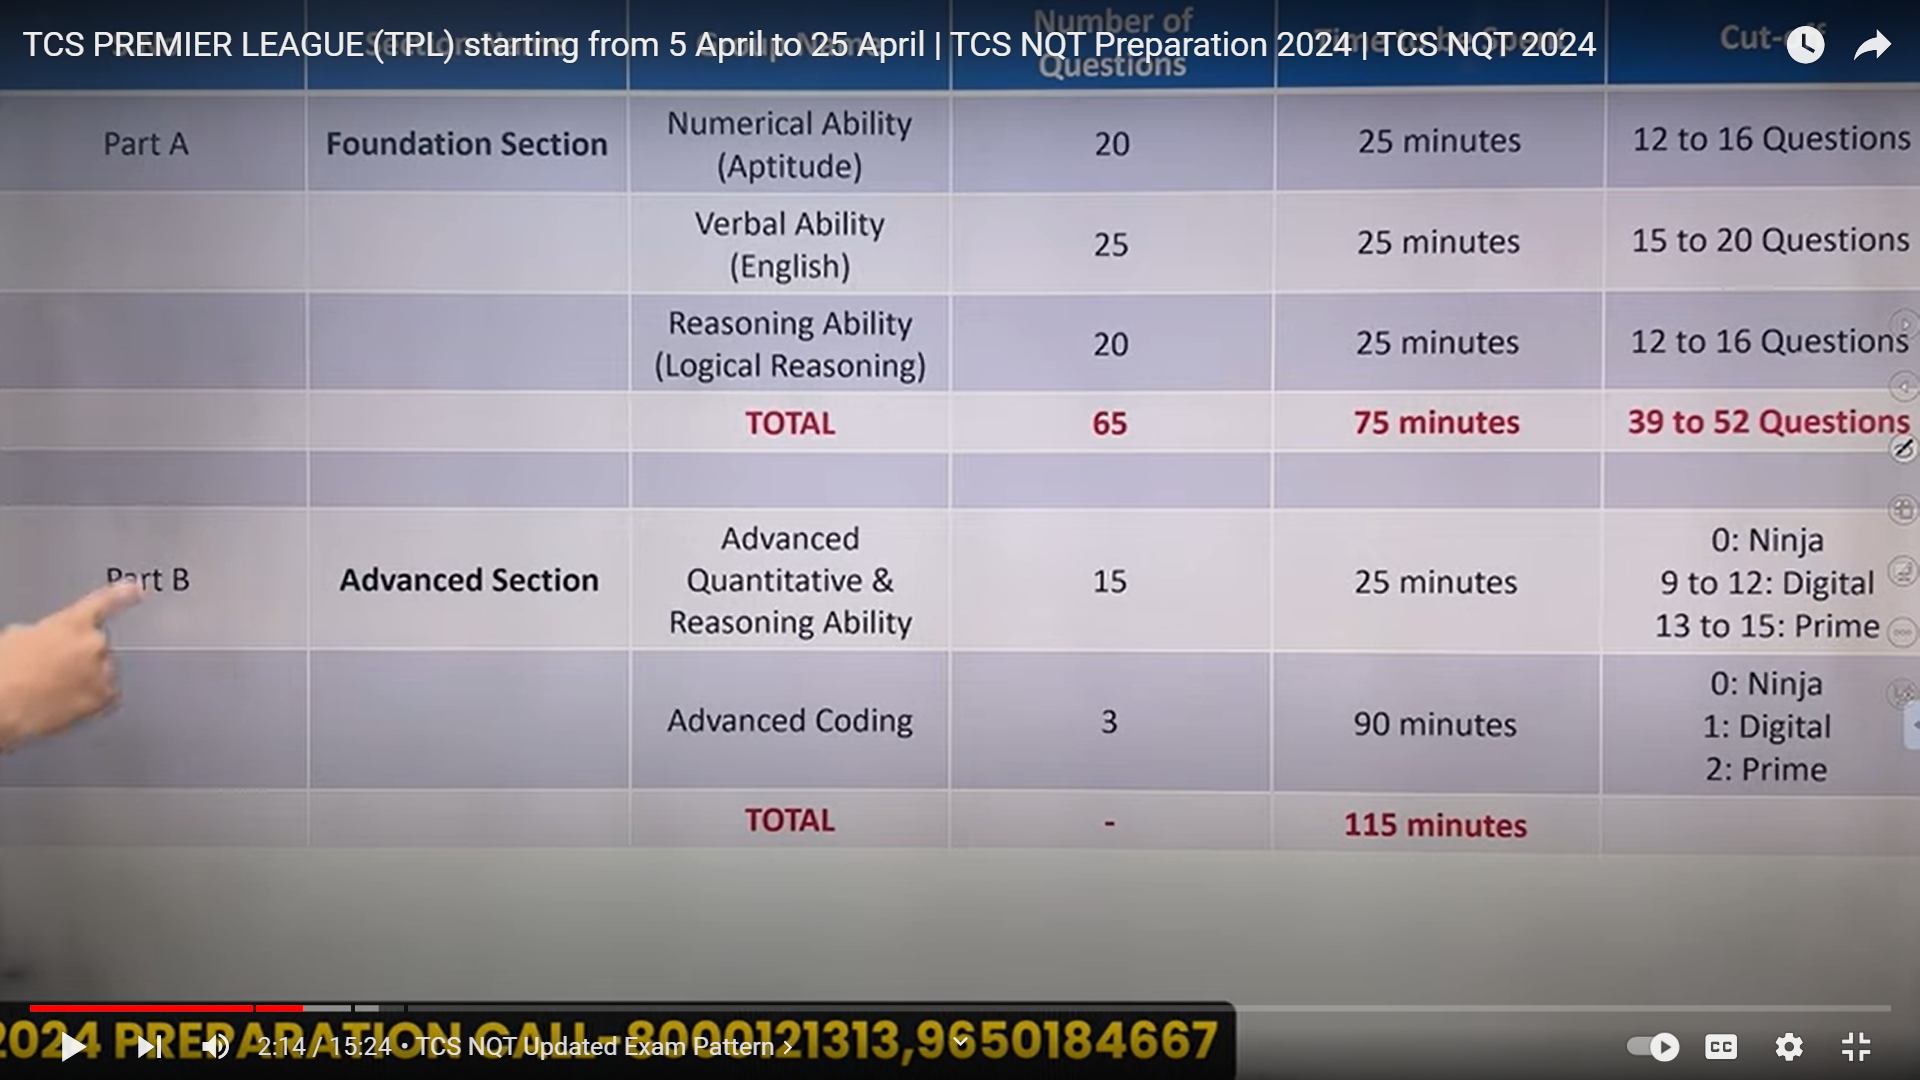 TCS PREMIER LEAGUE (TPL) starting from 5 April to 25 April | TCS NQT Preparation 2024 | TCS NQT 2024
Number of Questions
Part A Foundation Section Numerical Ability (Aptitude) 20 25 minutes 12 to 16 Questions
Verbal Ability (English) 25 25 minutes 15 to 20 Questions
Reasoning Ability (Logical Reasoning) 20 25 minutes 12 to 16 Questions
TOTAL 65 75 minutes 39 to 52 Questions
Part B Advanced Section Advanced Quantitative & Reasoning Ability 15 25 minutes 0: Ninja
9 to 12: Digital
13 to 15: Prime
Advanced Coding 3 90 minutes 0: Ninja
1: Digital
2: Prime
TOTAL - 115 minutes
2024 PREPARATION CALL-8000121313,9650184667
2:14 / 15:24 • TCS NQT Updated Exam Pattern >
CC